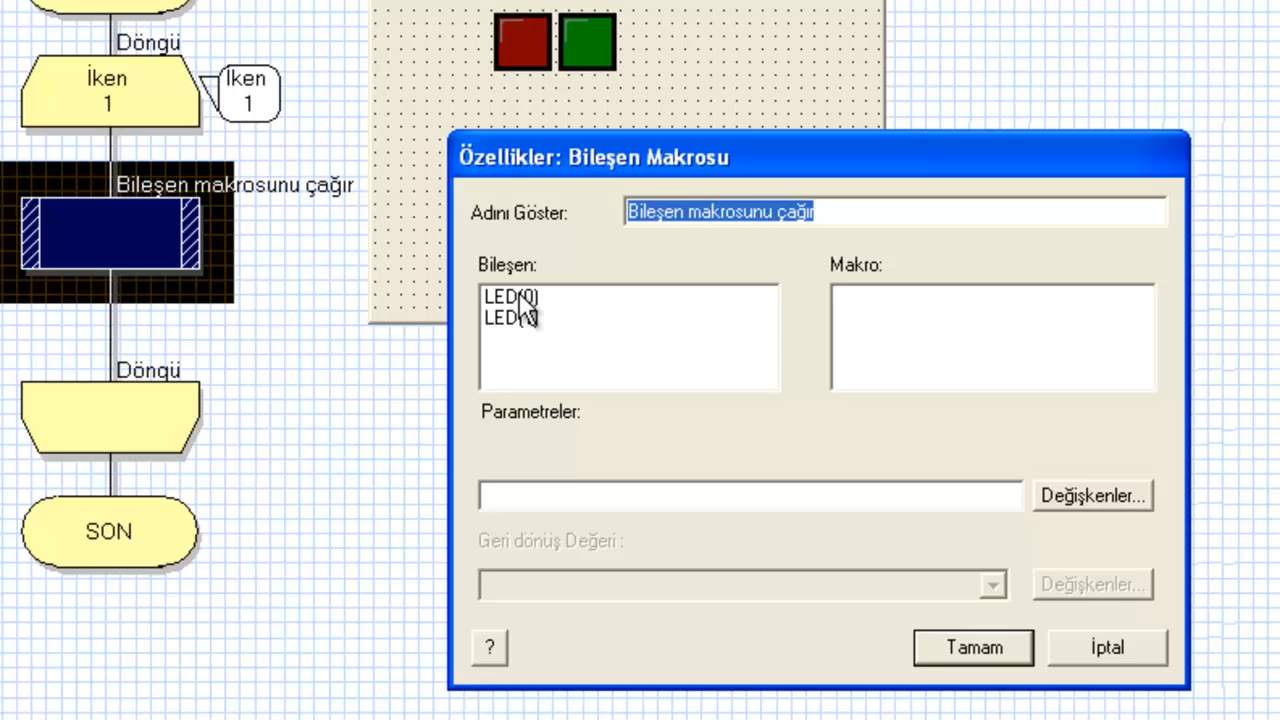 Döngü
İken
1
İken
1
Bileşen makrosunu çağır
Döngü
SON
Özellikler: Bileşen Makrosu
Adını Göster:
Bileşen makrosunu çağır
Bileşen:
Makro:
LED(0)
Parametreler:
Değişkenler...
Geri dönüş Değeri :
Değişkenler...
?
Tamam
İptal